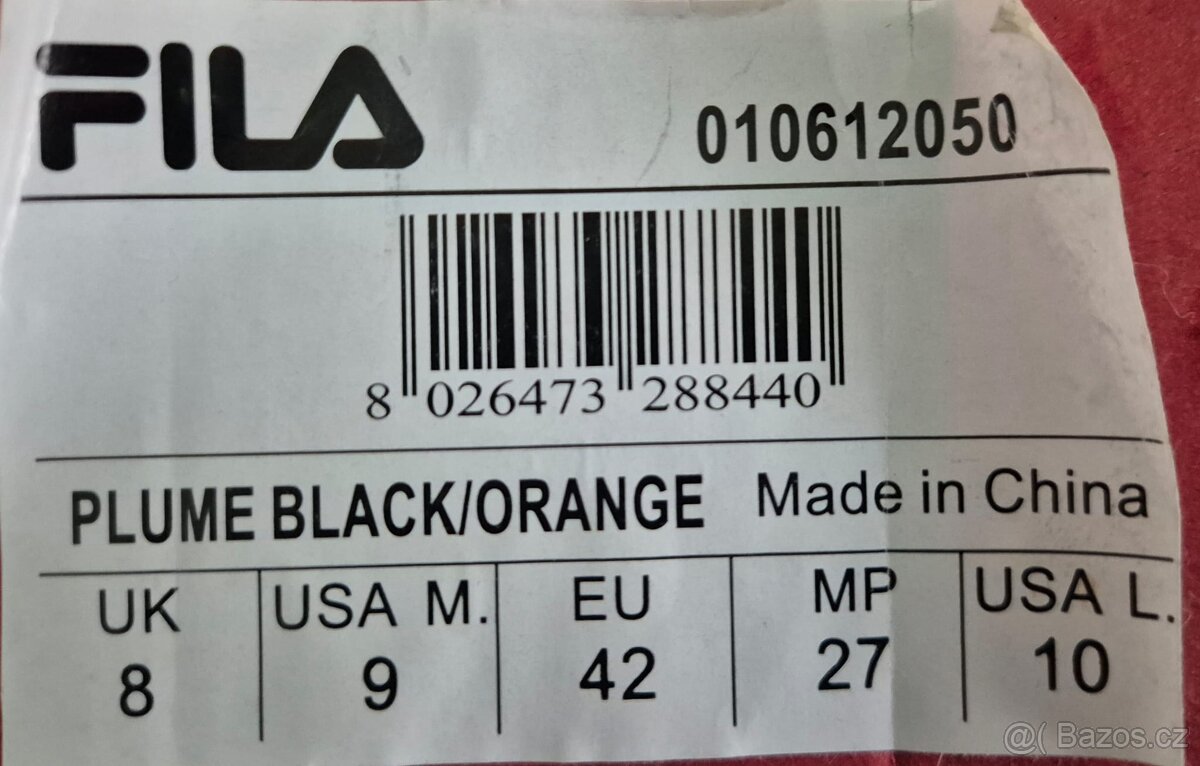 FILA 010612050
8 026473 288440
PLUME BLACK/ORANGE Made in China
UK USA M. EU MP USA L.
8 9 42 27 10
@( Bazos.cz